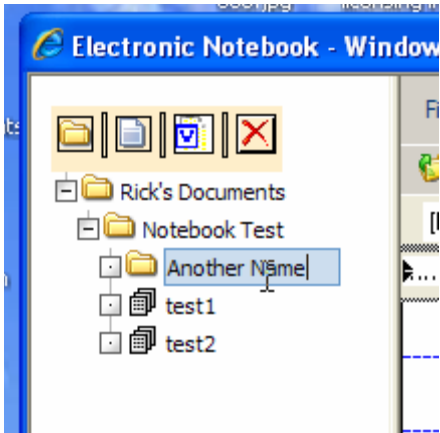 Electronic Notebook - Window
Rick's Documents
Notebook Test
Another Name
test1
test2